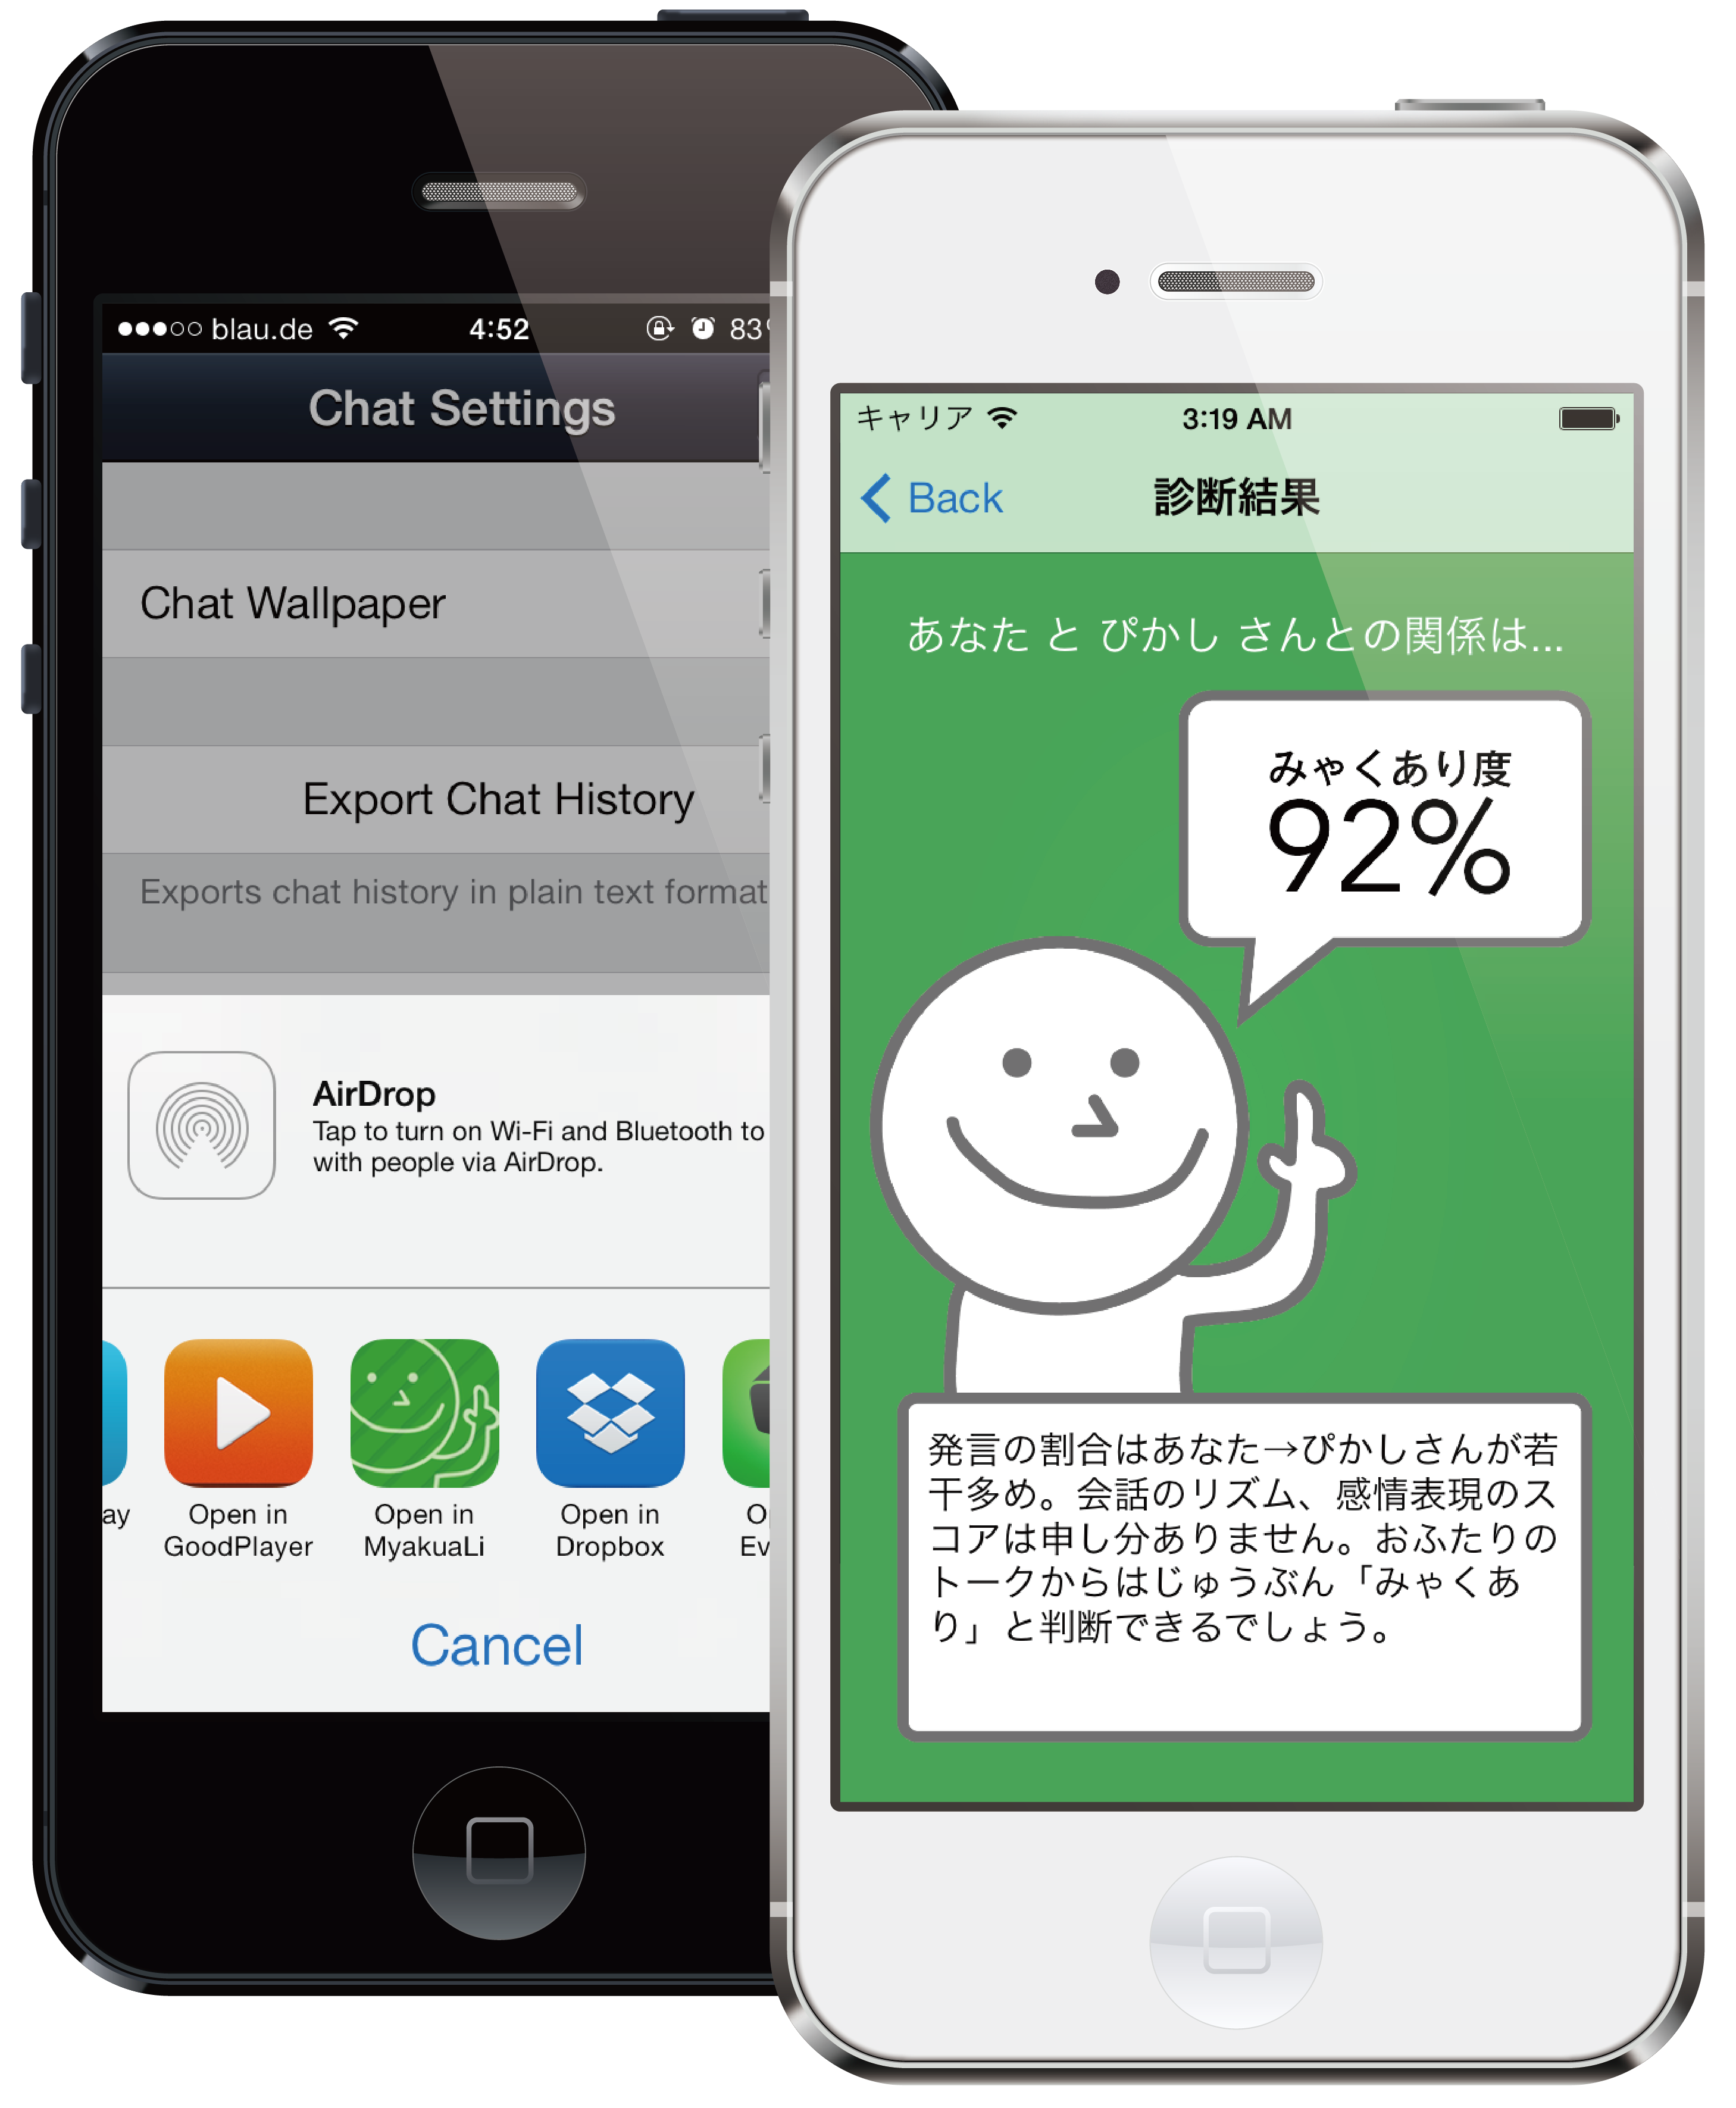 blau.de
4:52
83
Chat Settings
Chat Wallpaper
Export Chat History
Exports chat history in plain text format
AirDrop
Tap to turn on Wi-Fi and Bluetooth to
with people via AirDrop.
ay
Open in
GoodPlayer
Open in
MyakuaLi
Open in
Dropbox
Op
Ev
Cancel
キャリア
3:19 AM
Back
診断結果
あなた と ぴかし さんとの関係は...
みゃくあり度
92%
発言の割合はあなた→ぴかしさんが若
干多め。会話のリズム、感情表現のス
コアは申し分ありません。おふたりの
トークからはじゅうぶん「みゃくあ
り」と判断できるでしょう。